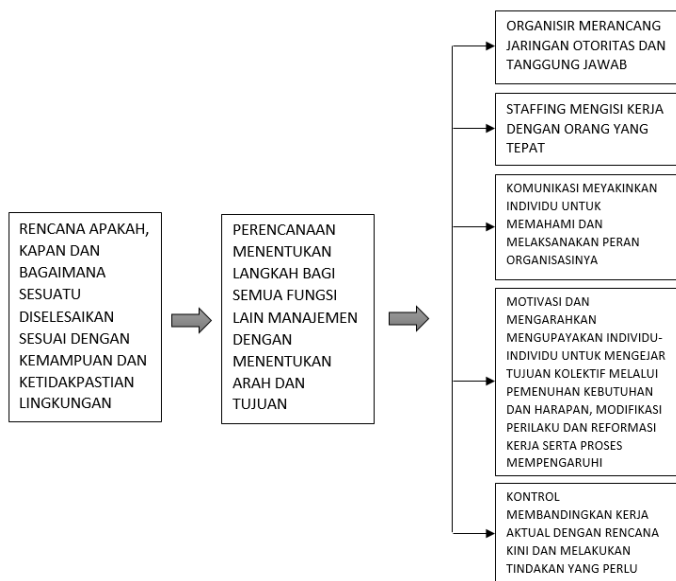 RENCANA APAKAH,
KAPAN DAN
BAGAIMANA
SESUATU
DISELESAIKAN
SESUAI DENGAN
KEMAMPUAN DAN
KETIDAKPASTIAN
LINGKUNGAN
PERENCANAAN
MENENTUKAN
LANGKAH BAGI
SEMUA FUNGSI
LAIN MANAJEMEN
DENGAN
MENENTUKAN
ARAH DAN
TUJUAN
ORGANISIR MERANCANG
JARINGAN OTORITAS DAN
TANGGUNG JAWAB
STAFFING MENGISI KERJA
DENGAN ORANG YANG
TEPAT
KOMUNIKASI MEYAKINKAN
INDIVIDU UNTUK
MEMAHAMI DAN
MELAKSANAKAN PERAN
ORGANISASINYA
MOTIVASI DAN
MENGARAHKAN
MENGUPAYAKAN INDIVIDU-
INDIVIDU UNTUK MENGEJAR
TUJUAN KOLEKTIF MELALUI
PEMENUHAN KEBUTUHAN
DAN HARAPAN, MODIFIKASI
PERILAKU DAN REFORMASI
KERJA SERTA PROSES
MEMPENGARUHI
KONTROL
MEMBANDINGKAN KERJA
AKTUAL DENGAN RENCANA
KINI DAN MELAKUKAN
TINDAKAN YANG PERLU